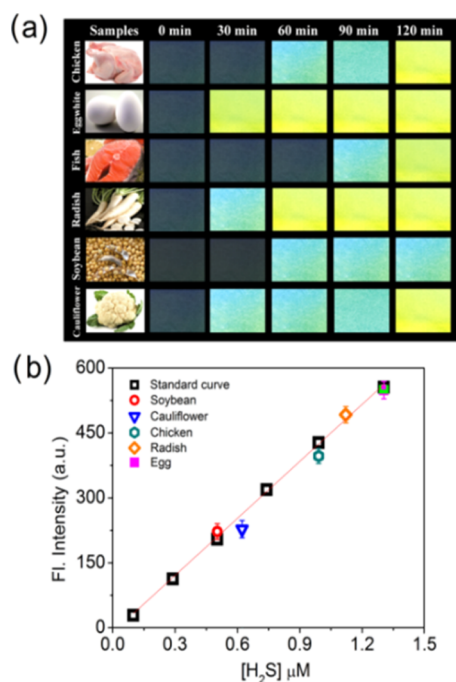 (a)
Samples 0 min 30 min 60 min 90 min 120 min
Chicken
Eggwhite
Fish
Radish
Soybean
Cauliflower
(b)
600
450
300
150
0
Fl. Intensity (a.u.)
Standard curve
Soybean
Cauliflower
Chicken
Radish
Egg
0.0 0.3 0.6 0.9 1.2 1.5
[H₂S] μM